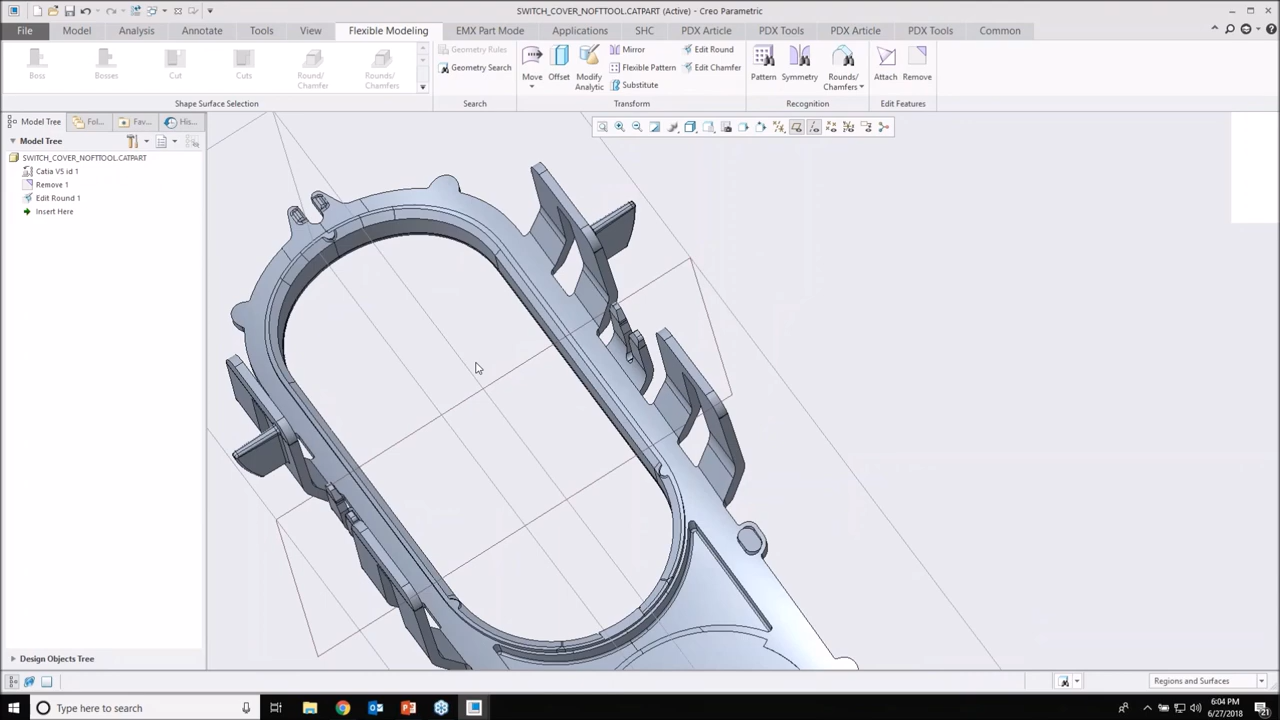 SWITCH_COVER_NOFTTOOL.CATPART (Active) - Creo Parametric
File Model Analysis Annotate Tools View Flexible Modeling EMX Part Mode Applications SHC PDX Article PDX Tools PDX Article PDX Tools Common
Boss Bosses Cut Cuts Round/ Chamfer Rounds/ Chamfers
Shape Surface Selection
Geometry Rules
Geometry Search
Search
Move Offset Modify Analytic
Mirror
Flexible Pattern
Substitute
Edit Round
Edit Chamfer
Transform
Pattern Symmetry Rounds/ Chamfers
Recognition
Attach Remove
Edit Features
Model Tree Fol... Fav... His...
Model Tree
SWITCH_COVER_NOFTTOOL.CATPART
Catia V5 id 1
Remove 1
Edit Round 1
Insert Here
Design Objects Tree
Regions and Surfaces
Type here to search
6:04 PM
6/27/2018
21